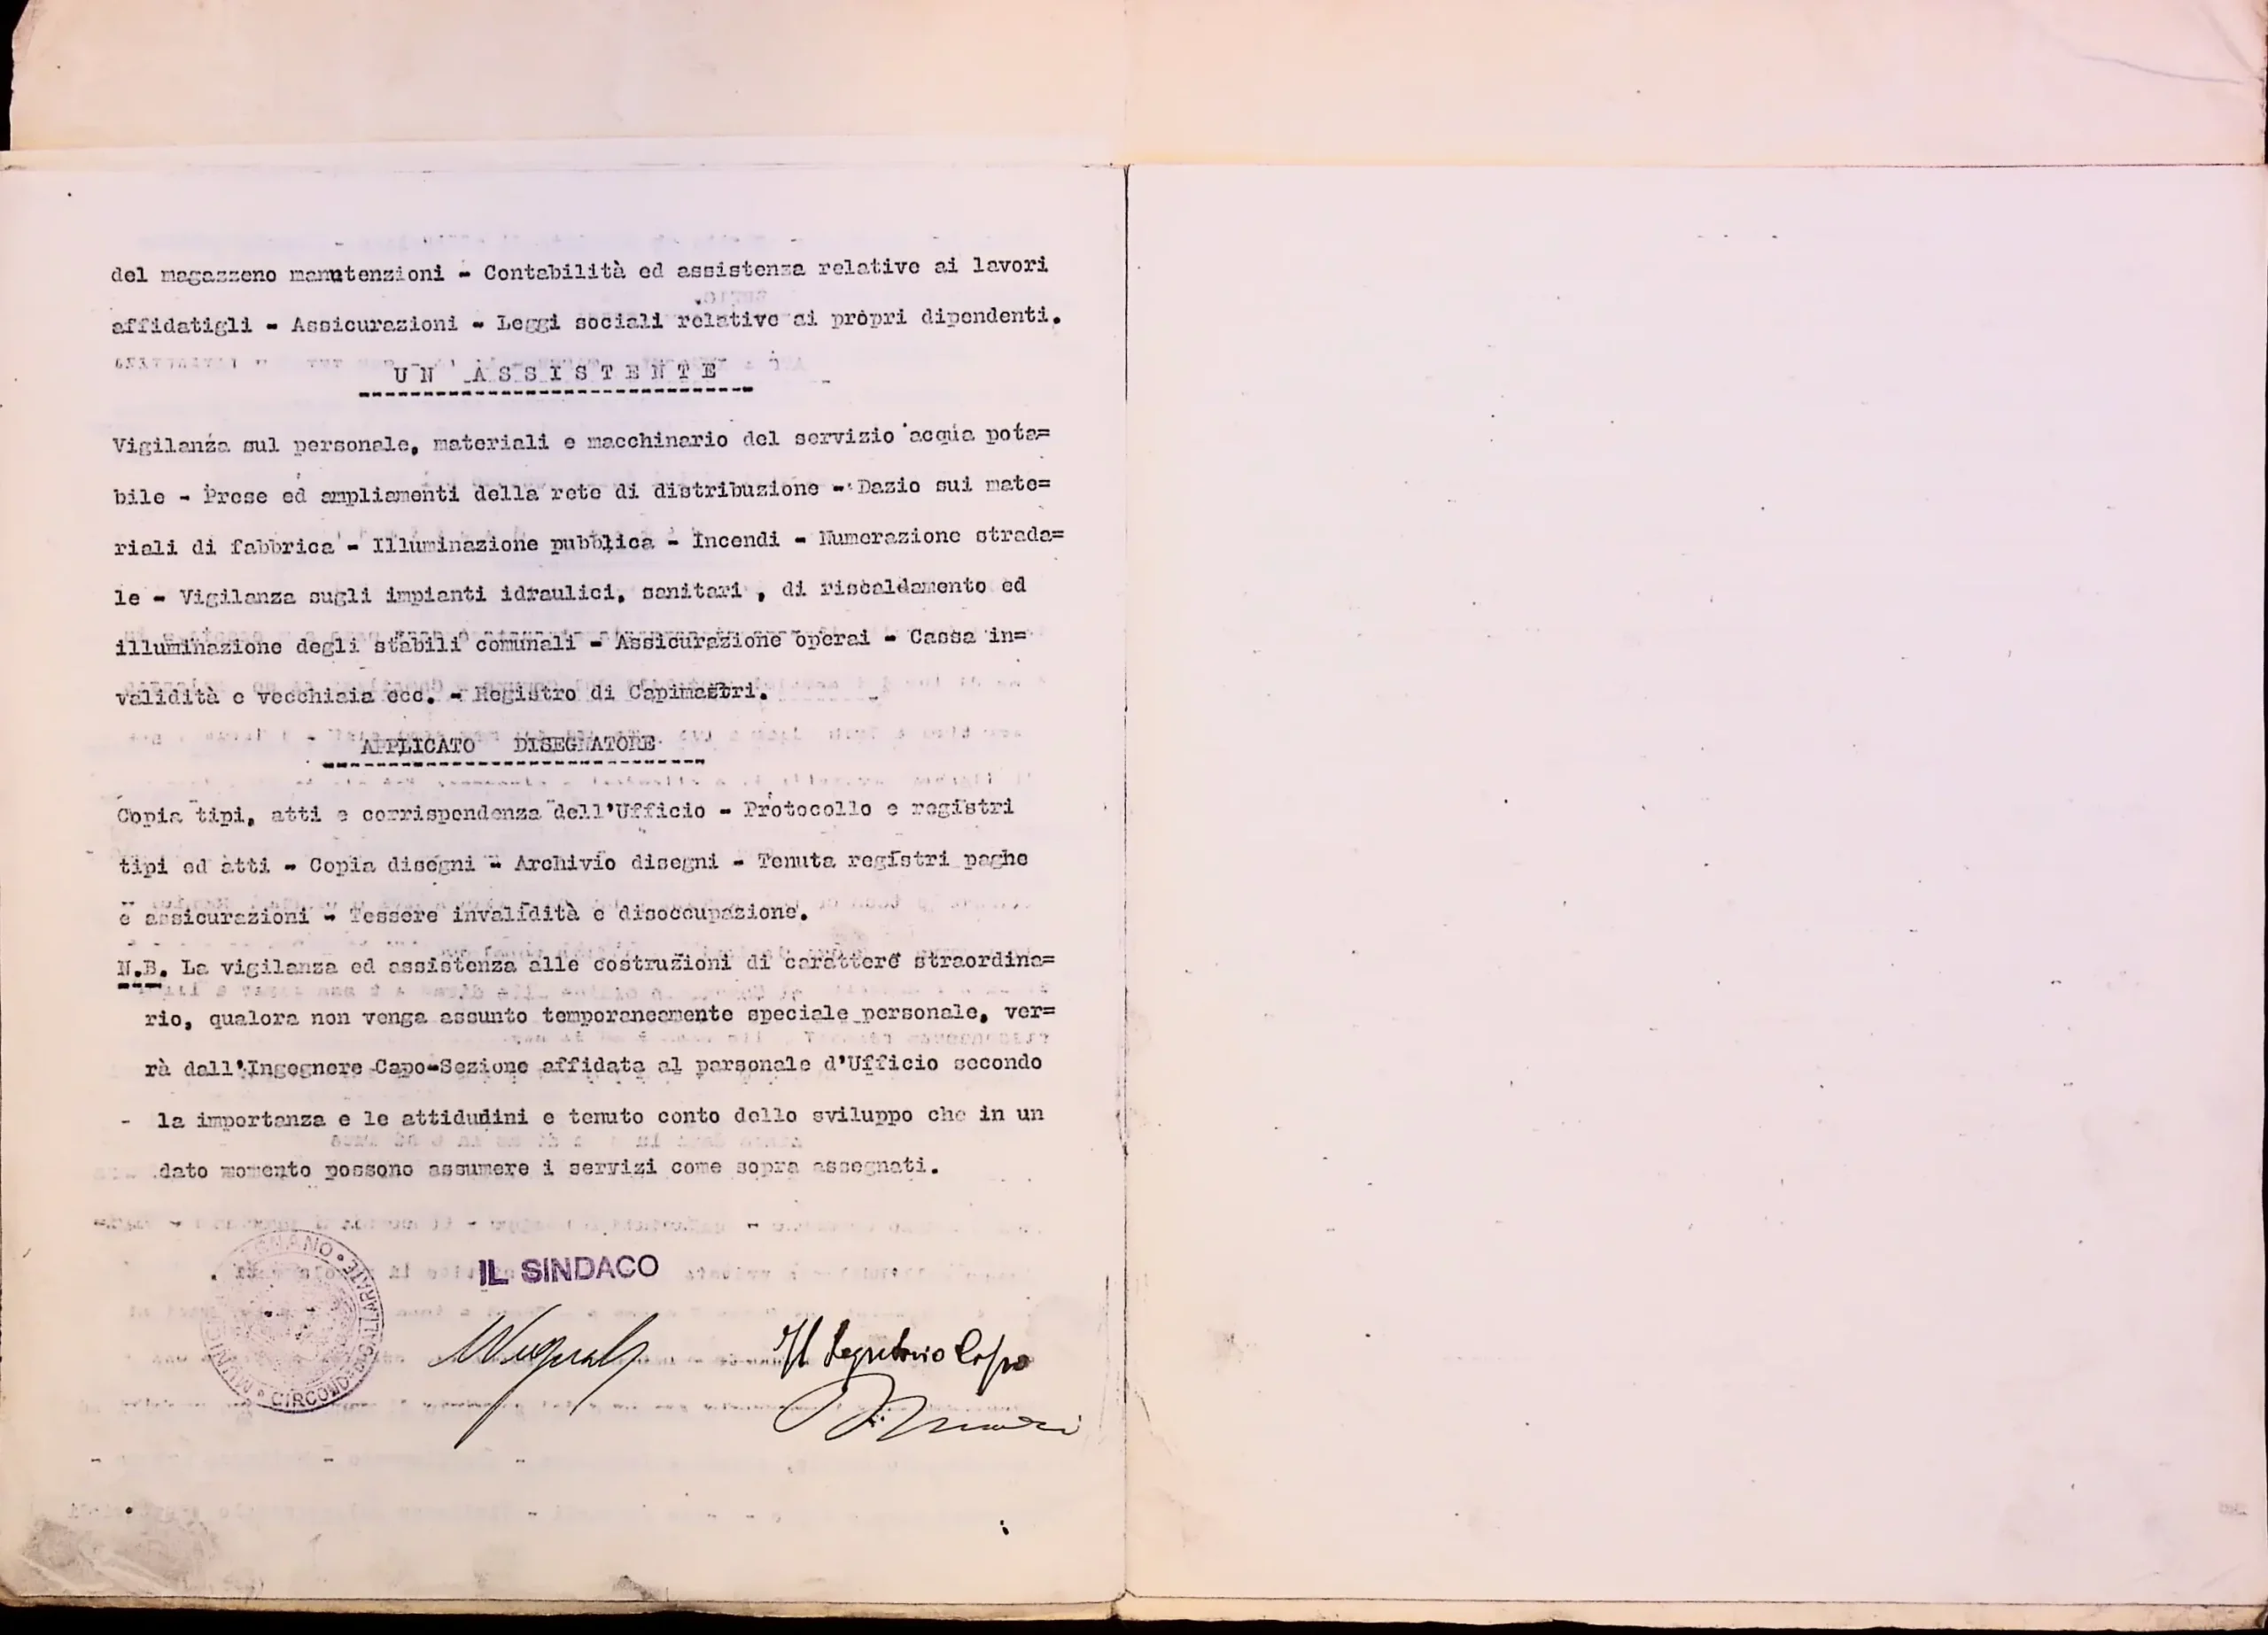 del magazzeno manutenzioni - Contabilità ed assistenza relative ai lavori
affidatigli - Assicurazioni - Leggi sociali relative ai propri dipendenti.
UN' ASSISTENTE
Vigilanza sul personale, materiali e macchinario del servizio acqua pota=
bile - Prese ed ampliamenti della rete di distribuzione - Dazio sui mate=
riali di fabbrica - Illuminazione pubblica - Incendi - Numerazione strada=
le - Vigilanza sugli impianti idraulici, sanitari , di riscaldamento ed
illuminazione degli stabili comunali - Assicurazione operai - Cassa in=
validità e vecchiaia ecc. - Registro di Capimastri.
APPLICATO DISEGNATORE
Copia tipi, atti e corrispondenza dell'Ufficio - Protocollo e registri
tipi ed atti - Copia disegni - Archivio disegni - Tenuta registri paghe
e assicurazioni - Tessere invalidità e disoccupazione.
N.B. La vigilanza ed assistenza alle costruzioni di carattere straordina=
rio, qualora non venga assunto temporaneamente speciale personale, ver=
rà dall'Ingegnere Capo-Sezione affidata al parsonale d'Ufficio secondo
- la importanza e le attidudini e tenuto conto dello sviluppo che in un
dato momento possono assumere i servizi come sopra assegnati.
IL SINDACO
Il Segretario Capo
CIRCOND. DI GALLARATE